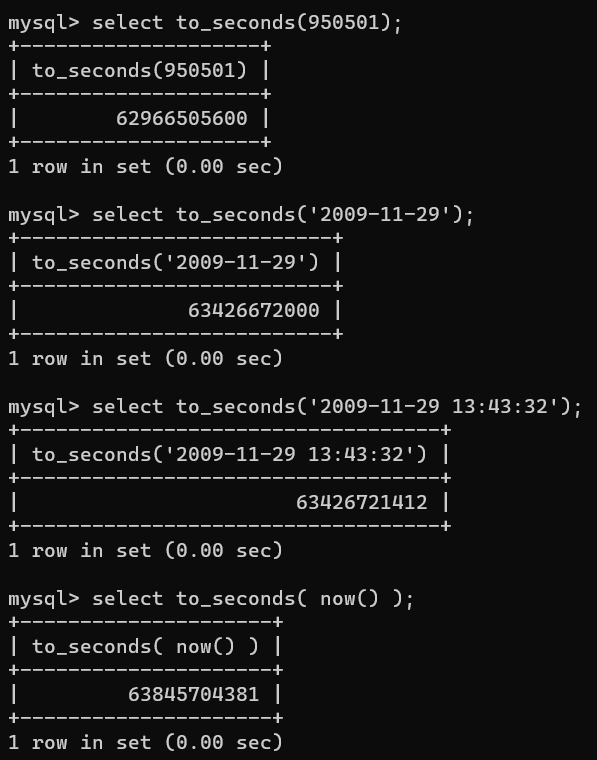 mysql> select to_seconds(950501);
+--------------------+
| to_seconds(950501) |
+--------------------+
|        62966505600 |
+--------------------+
1 row in set (0.00 sec)

mysql> select to_seconds('2009-11-29');
+--------------------------+
| to_seconds('2009-11-29') |
+--------------------------+
|              63426672000 |
+--------------------------+
1 row in set (0.00 sec)

mysql> select to_seconds('2009-11-29 13:43:32');
+-----------------------------------+
| to_seconds('2009-11-29 13:43:32') |
+-----------------------------------+
|                       63426721412 |
+-----------------------------------+
1 row in set (0.00 sec)

mysql> select to_seconds( now() );
+---------------------+
| to_seconds( now() ) |
+---------------------+
|         63845704381 |
+---------------------+
1 row in set (0.00 sec)